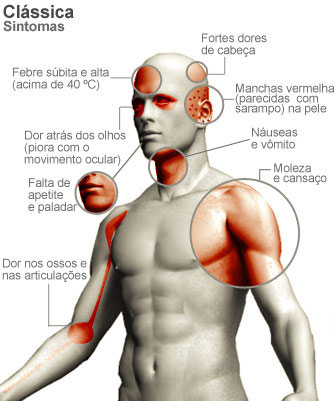 Clássica
Sintomas
Fortes dores
de cabeça
Febre súbita e alta
(acima de 40 ºC)
Manchas vermelha
(parecidas com
sarampo) na pele
Dor atrás dos olhos
(piora com o
movimento ocular)
Náuseas
e vômito
Falta de
apetite
e paladar
Moleza
e cansaço
Dor nos ossos e
nas articulações